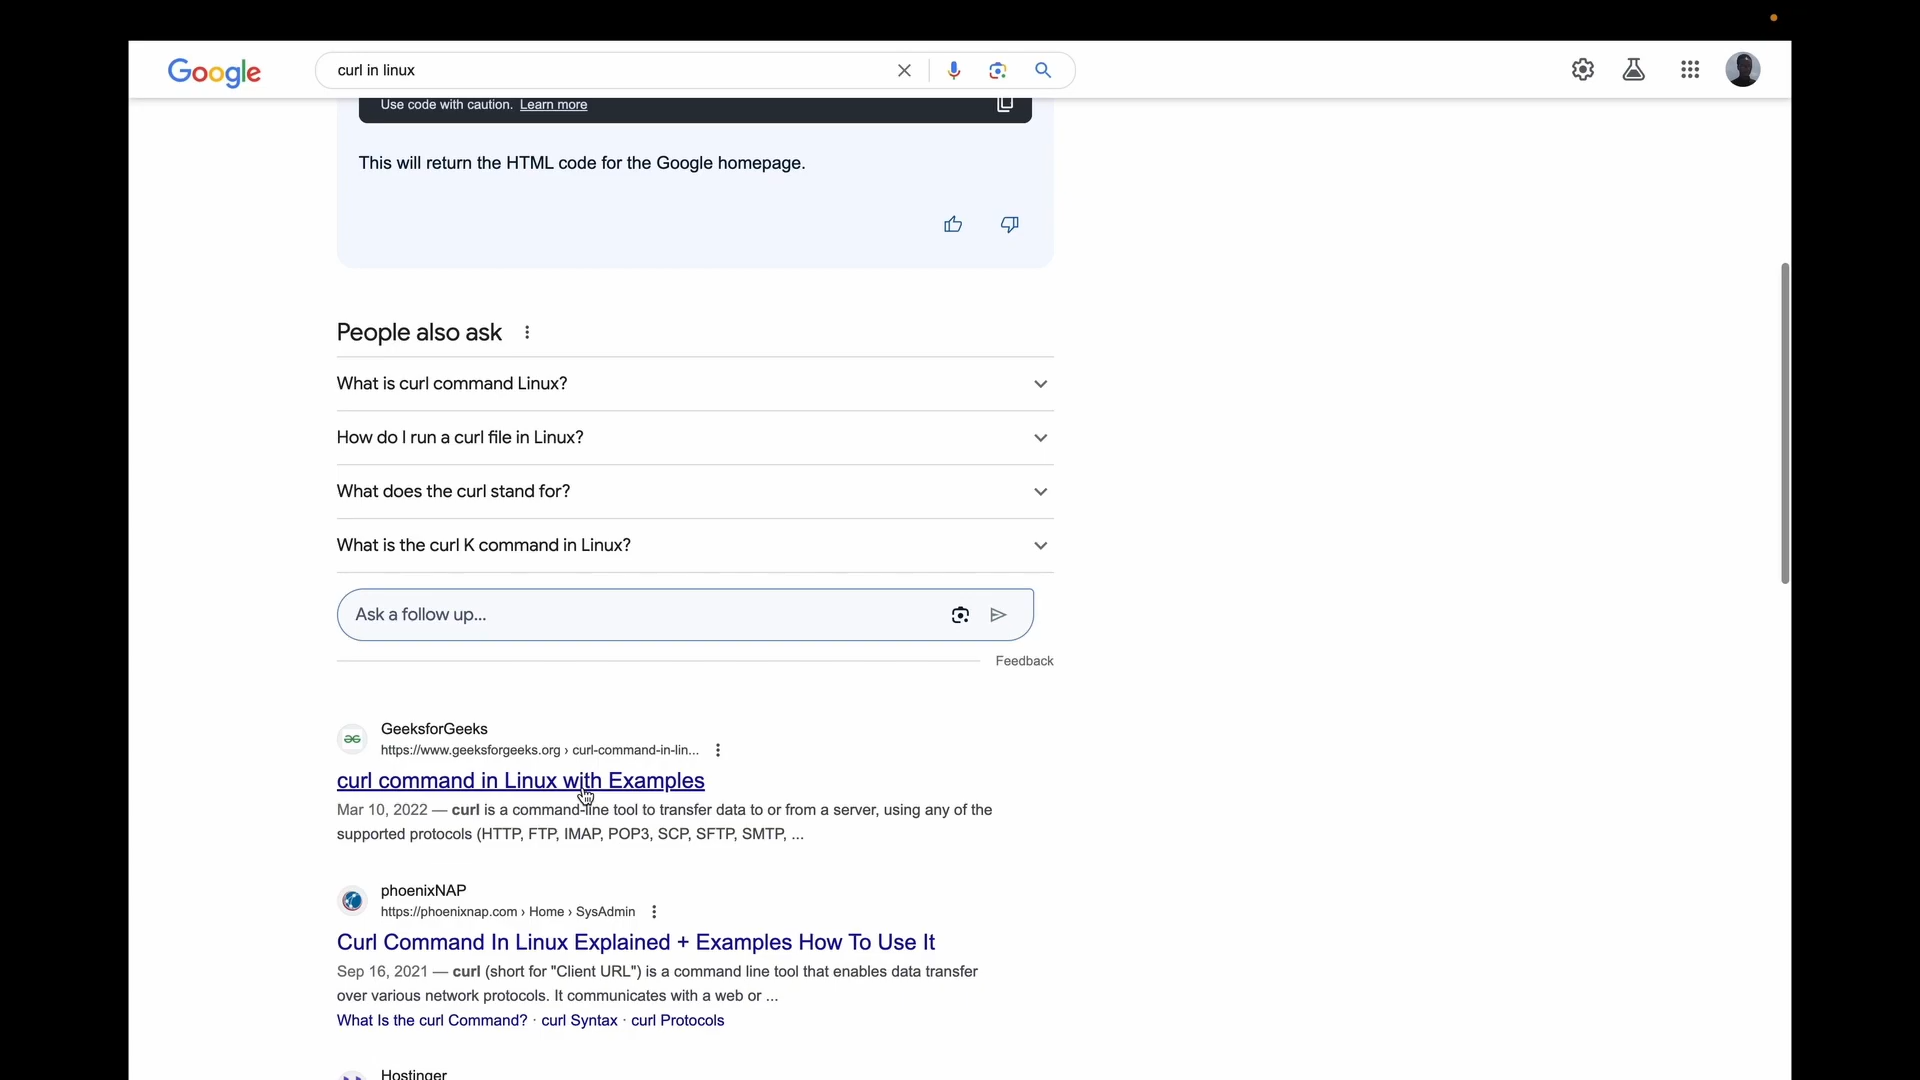 Google
curl in linux
Use code with caution. Learn more
This will return the HTML code for the Google homepage.
People also ask
What is curl command Linux?
How do I run a curl file in Linux?
What does the curl stand for?
What is the curl K command in Linux?
Ask a follow up...
Feedback
GeeksforGeeks
https://www.geeksforgeeks.org › curl-command-in-lin...
curl command in Linux with Examples
Mar 10, 2022 — curl is a command-line tool to transfer data to or from a server, using any of the
supported protocols (HTTP, FTP, IMAP, POP3, SCP, SFTP, SMTP, ...
phoenixNAP
https://phoenixnap.com › Home › SysAdmin
Curl Command In Linux Explained + Examples How To Use It
Sep 16, 2021 — curl (short for "Client URL") is a command line tool that enables data transfer
over various network protocols. It communicates with a web or ...
What Is the curl Command? · curl Syntax · curl Protocols
Hostinger